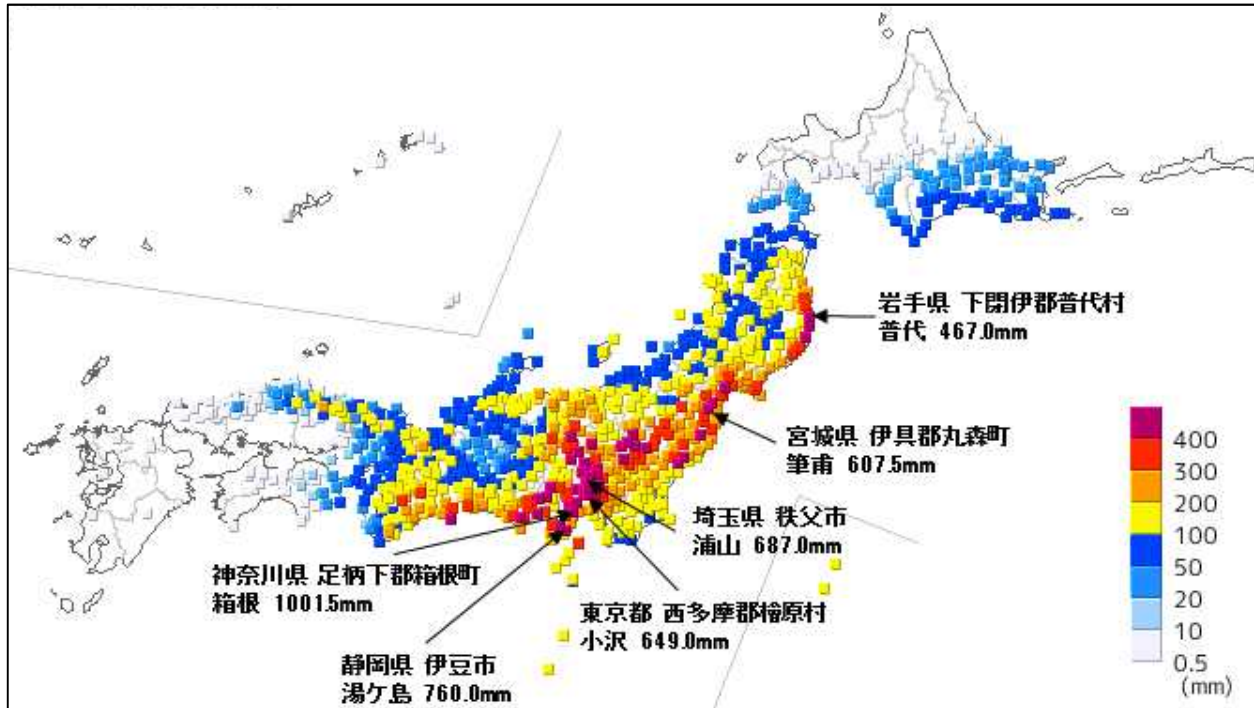 岩手県 下閉伊郡普代村
普代 467.0mm
宮城県 伊具郡丸森町
筆甫 607.5mm
埼玉県 秩父市
浦山 687.0mm
神奈川県 足柄下郡箱根町
箱根 1001.5mm
東京都 西多摩郡檜原村
小沢 649.0mm
静岡県 伊豆市
湯ケ島 760.0mm
400
300
200
100
50
20
10
0.5
(mm)